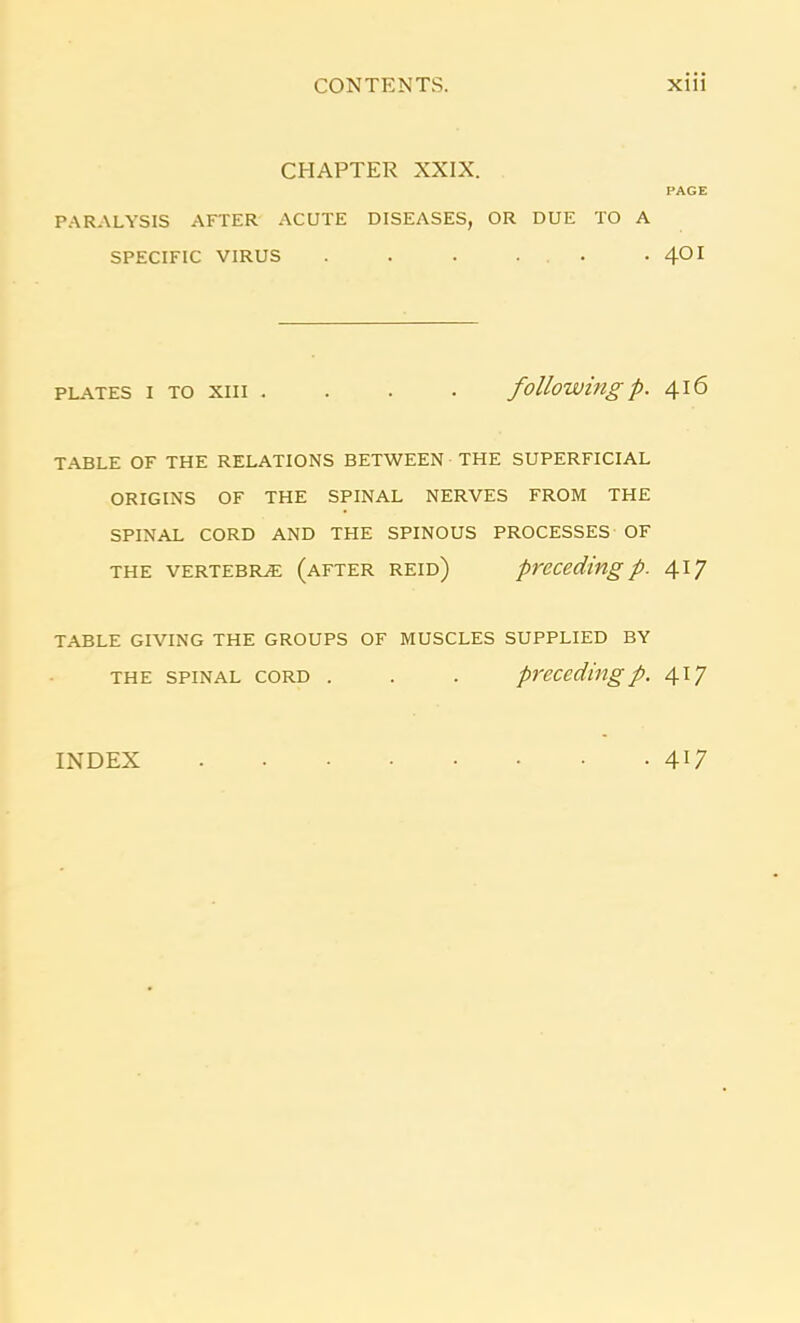 CONTENTS. xiii
CHAPTER XXIX.
PAGE
PARALYSIS AFTER ACUTE DISEASES, OR DUE TO A
SPECIFIC VIRUS . . . . . . 401
PLATES I TO XIII . . . . following p. 416
TABLE OF THE RELATIONS BETWEEN THE SUPERFICIAL
ORIGINS OF THE SPINAL NERVES FROM THE
SPINAL CORD AND THE SPINOUS PROCESSES OF
THE VERTEBRÆ (AFTER REID) preceding p. 417
TABLE GIVING THE GROUPS OF MUSCLES SUPPLIED BY
THE SPINAL CORD . . . preceding p. 417
INDEX . . . . . . . . 417